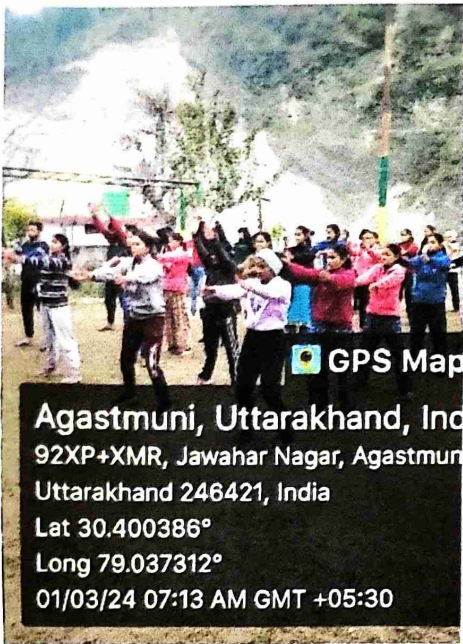 GPS Map
Agastmuni, Uttarakhand, Ind
92XP+XMR, Jawahar Nagar, Agastmun
Uttarakhand 246421, India
Lat 30.400386°
Long 79.037312°
01/03/24 07:13 AM GMT +05:30